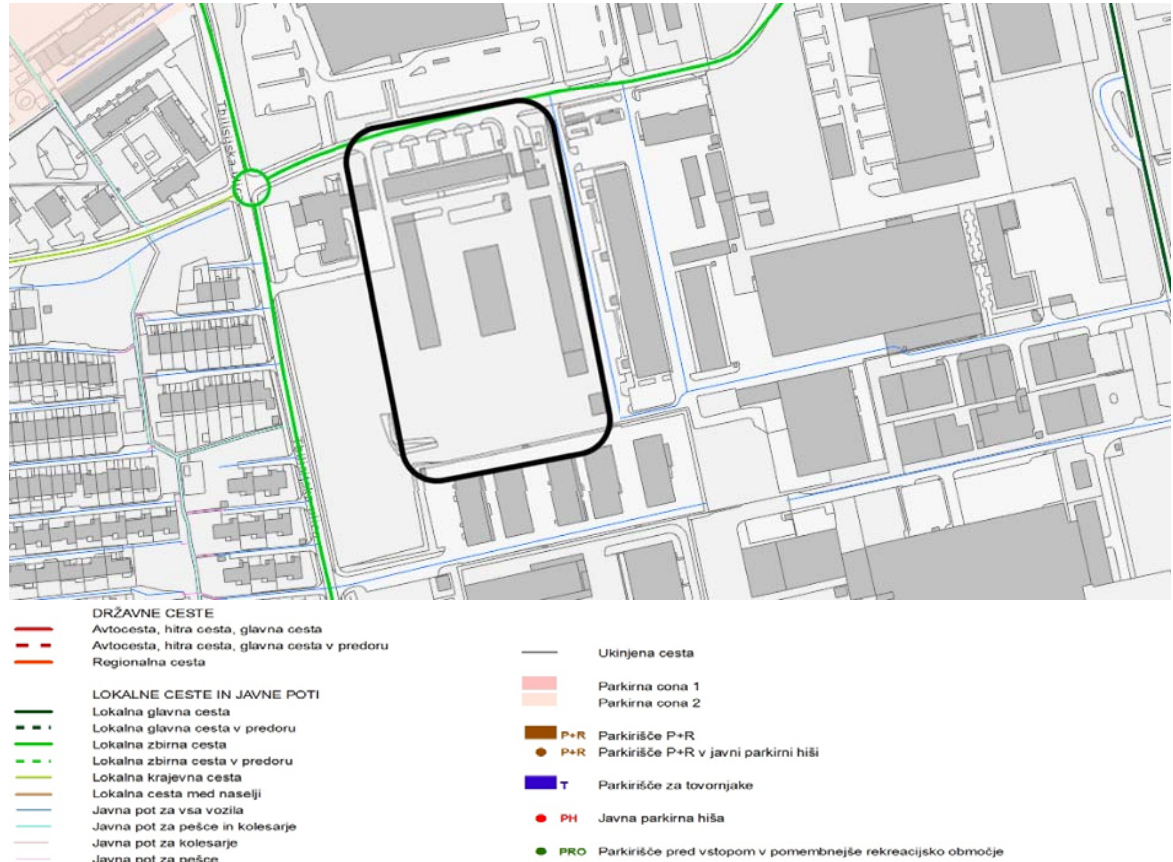 Tbilisijska
DRŽAVNE CESTE
Avtocesta, hitra cesta, glavna cesta
Avtocesta, hitra cesta, glavna cesta v predoru
Regionalna cesta
LOKALNE CESTE IN JAVNE POTI
Lokalna glavna cesta
Lokalna glavna cesta v predoru
Lokalna zbirna cesta
Lokalna zbirna cesta v predoru
Lokalna krajevna cesta
Lokalna cesta med naselji
Javna pot za vsa vozila
Javna pot za pešce in kolesarje
Javna pot za kolesarje
Javna pot za pešce
Ukinjena cesta
Parkirna cona 1
Parkirna cona 2
P+R Parkirišče P+R
P+R Parkirišče P+R v javni parkirni hiši
T Parkirišče za tovornjake
PH Javna parkirna hiša
PRO Parkirišče pred vstopom v pomembnejše rekreacijsko območje